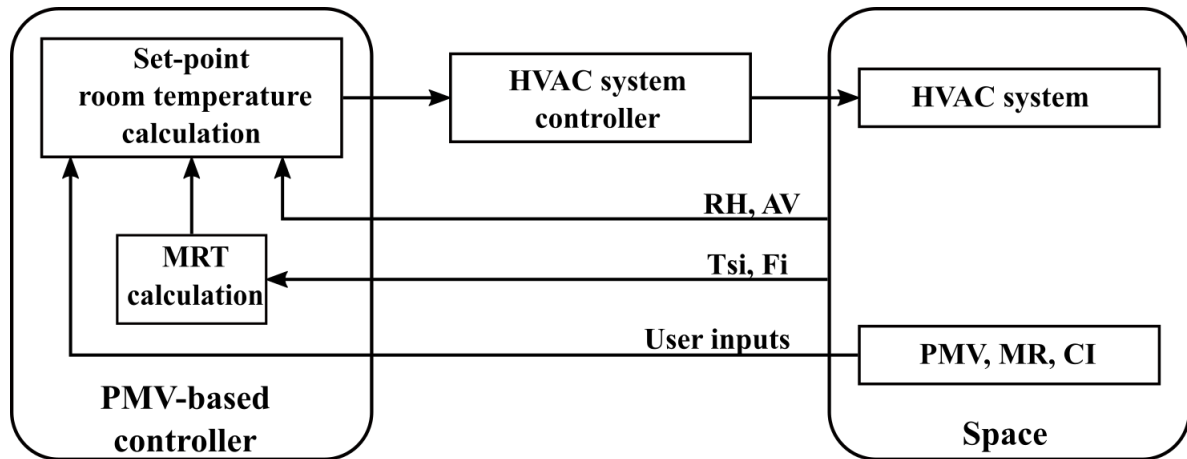 Set-point
room temperature
calculation
HVAC system
controller
HVAC system
RH, AV
MRT
calculation
Tsi, Fi
User inputs
PMV, MR, CI
PMV-based
controller
Space